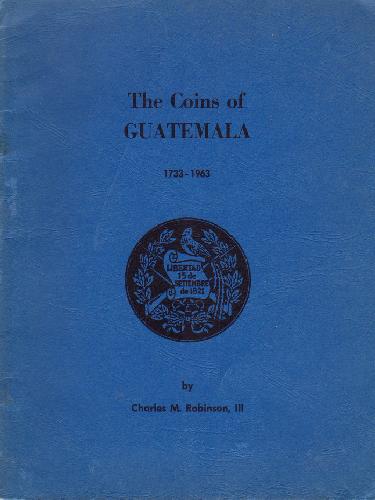 The Coins of
GUATEMALA
1733-1963
LIBERTAD
15 de
SETIEMBRE
de 1821
by
Charles M. Robinson, III